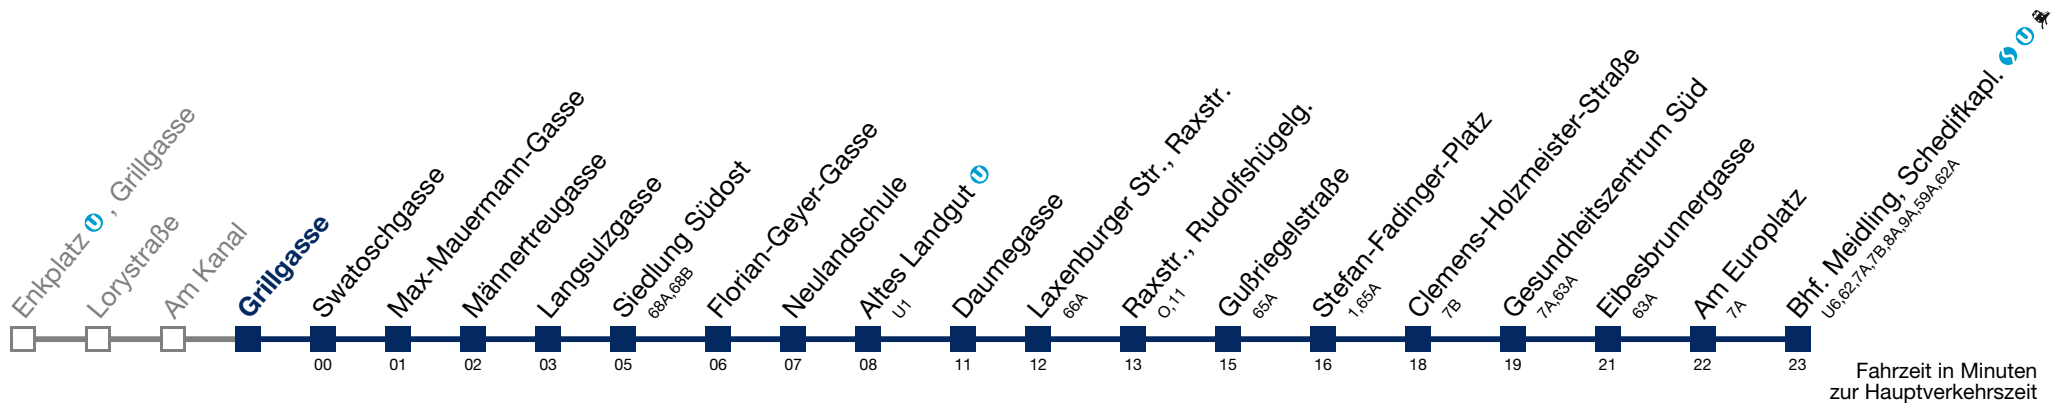 Enkplatz U , Grillgasse
Lorystraße
Am Kanal
Grillgasse
Swatoschgasse
00
Max-Mauermann-Gasse
01
Männertreugasse
02
Langsulzgasse
03
Siedlung Südost
68A,68B
05
Florian-Geyer-Gasse
06
Neulandschule
07
Altes Landgut U
U1
08
Daumegasse
11
Laxenburger Str., Raxstr.
66A
12
Raxstr., Rudolfshügelg.
O,11
13
Gußriegelstraße
65A
15
Stefan-Fadinger-Platz
1,65A
16
Clemens-Holzmeister-Straße
7B
18
Gesundheitszentrum Süd
7A,63A
19
Eibesbrunnergasse
63A
21
Am Europlatz
7A
22
Bhf. Meidling, Schedifkapl. S U
U6,62,7A,7B,8A,9A,59A,62A
23
Fahrzeit in Minuten
zur Hauptverkehrszeit